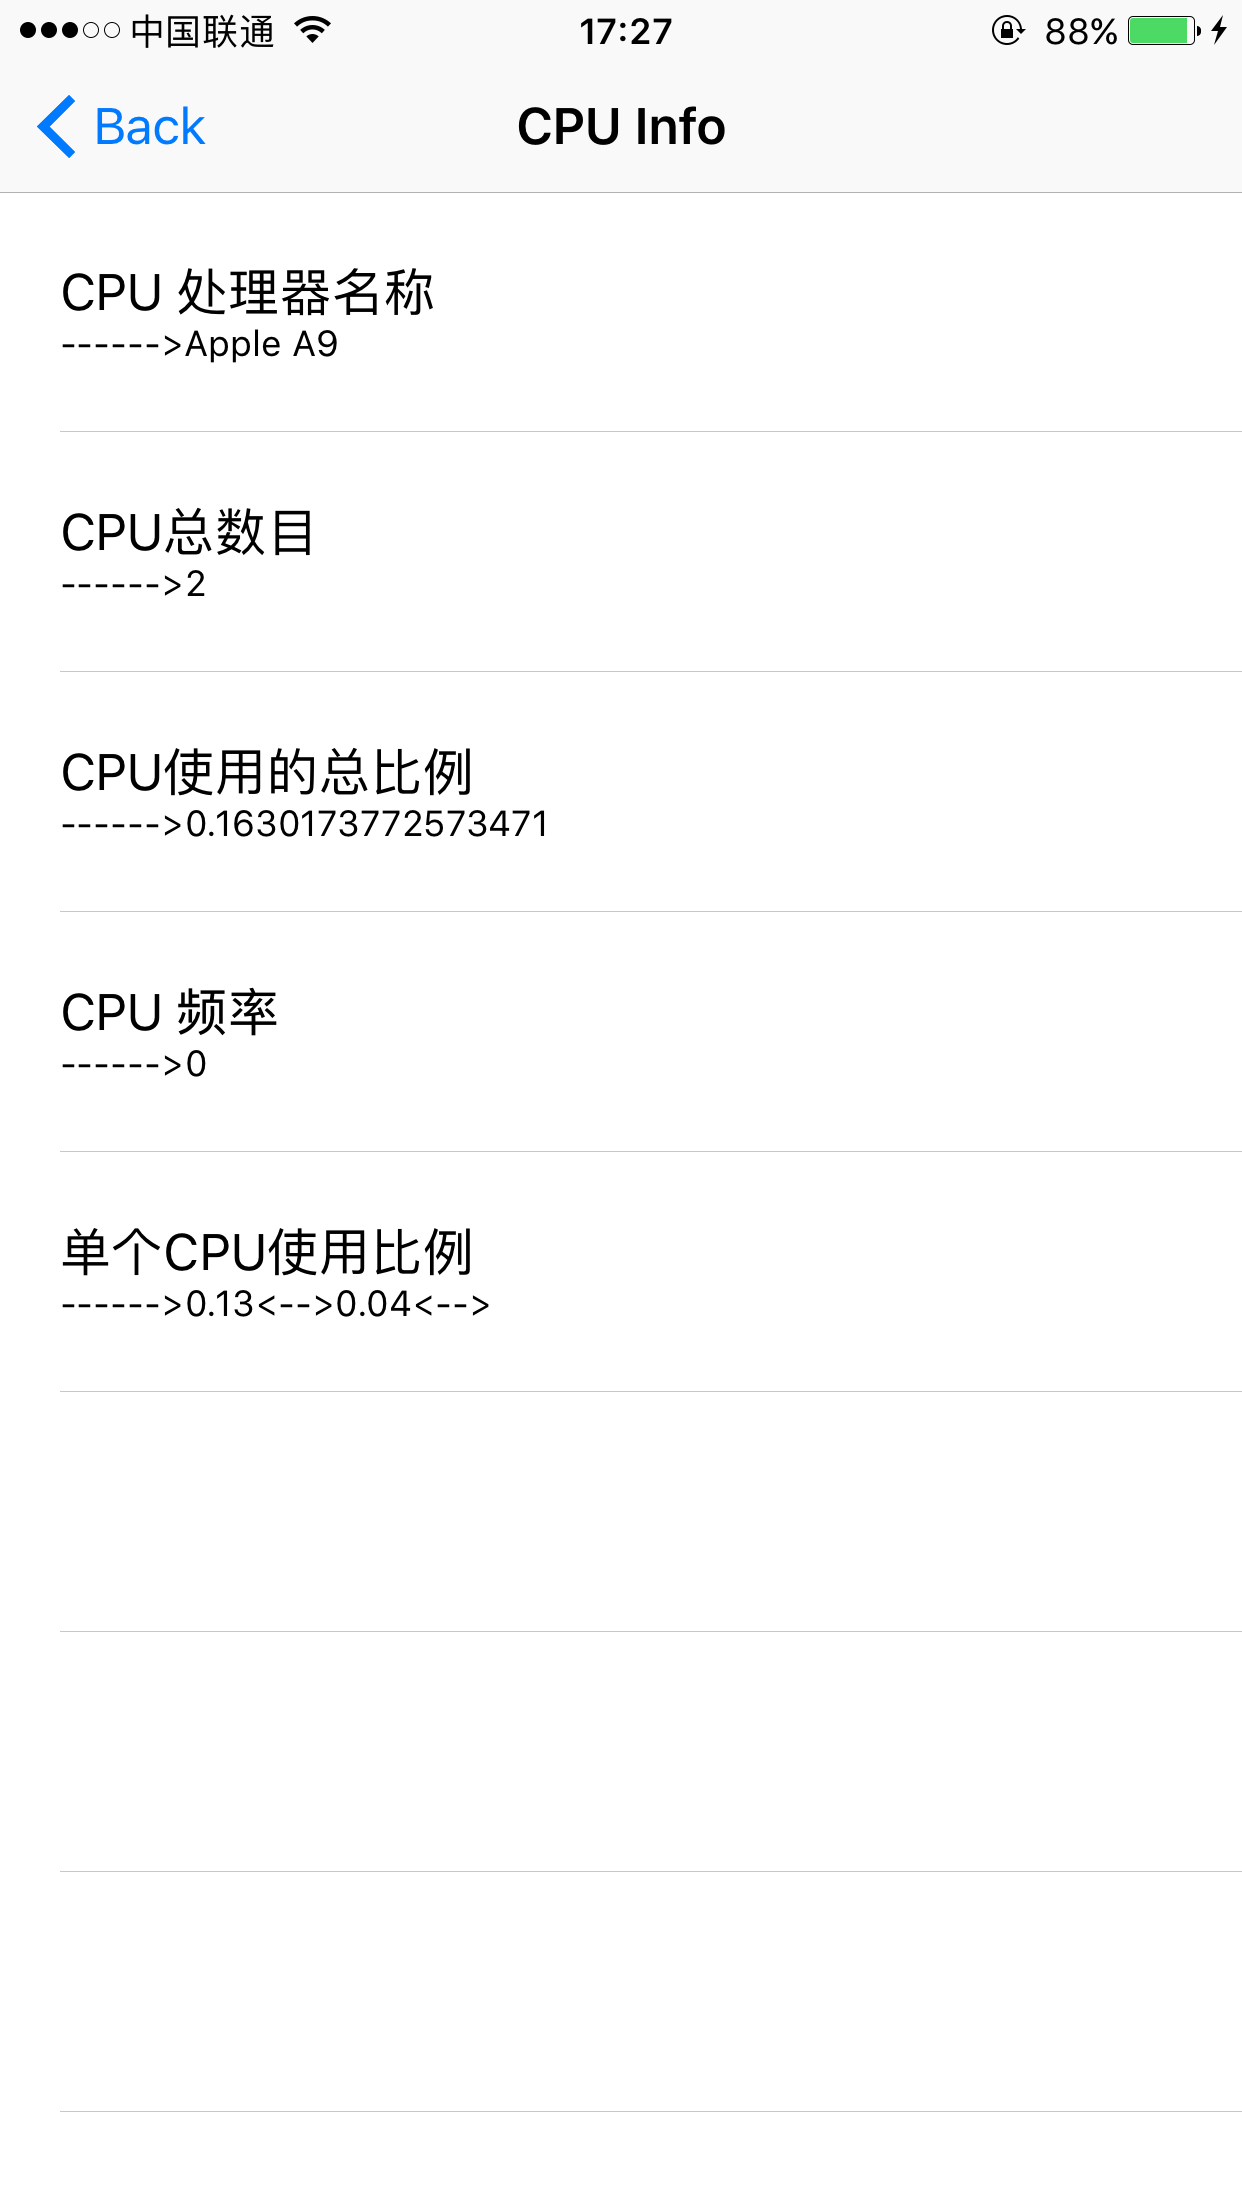 中国联通 17:27 88%
Back CPU Info
CPU 处理器名称
------>Apple A9
CPU总数目
------>2
CPU使用的总比例
------>0.1630173772573471
CPU 频率
------>0
单个CPU使用比例
------>0.13<-->0.04<-->